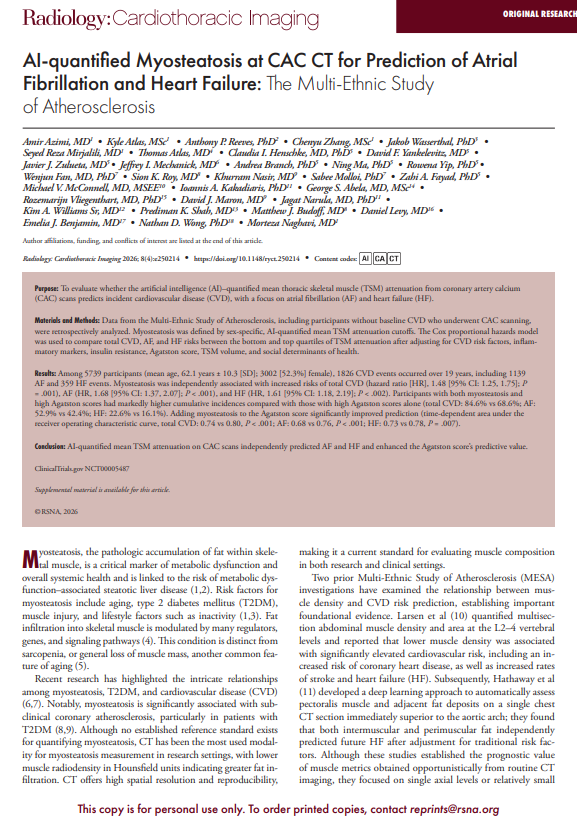 Radiology: Cardiothoracic Imaging
ORIGINAL RESEARCH
AI-quantified Myosteatosis at CAC CT for Prediction of Atrial
Fibrillation and Heart Failure: The Multi-Ethnic Study
of Atherosclerosis
Amir Azimi, MD¹ • Kyle Atlas, MSc¹ • Anthony P. Reeves, PhD² • Chenyu Zhang, MSc¹ • Jakob Wasserthal, PhD³ •
Seyed Reza Mirjalili, MD¹ • Thomas Atlas, MD⁴ • Claudia I. Henschke, MD, PhD⁵ • David F. Yankelevitz, MD⁵ •
Javier J. Zulueta, MD⁵ • Jeffrey I. Mechanick, MD⁶ • Andrea Branch, PhD⁵ • Ning Ma, PhD⁵ • Rowena Yip, PhD⁵ •
Wenjun Fan, MD, PhD⁷ • Sion K. Roy, MD⁸ • Khurram Nasir, MD⁹ • Sabee Molloi, PhD⁷ • Zahi A. Fayad, PhD⁵ •
Michael V. McConnell, MD, MSEE¹⁰ • Ioannis A. Kakadiaris, PhD¹¹ • George S. Abela, MD, MSc¹⁴ •
Rozemarijn Vliegenthart, MD, PhD¹⁵ • David J. Maron, MD⁹ • Jagat Narula, MD, PhD¹¹ •
Kim A. Williams Sr, MD¹² • Prediman K. Shah, MD¹³ • Matthew J. Budoff, MD⁸ • Daniel Levy, MD¹⁶ •
Emelia J. Benjamin, MD¹⁷ • Nathan D. Wong, PhD¹⁸ • Morteza Naghavi, MD¹
Author affiliations, funding, and conflicts of interest are listed at the end of this article.
Radiology: Cardiothoracic Imaging 2026; 8(4):e250214 • https://doi.org/10.1148/ryct.250214 • Content codes: AI CA CT
Purpose: To evaluate whether the artificial intelligence (AI)–quantified mean thoracic skeletal muscle (TSM) attenuation from coronary artery calcium
(CAC) scans predicts incident cardiovascular disease (CVD), with a focus on atrial fibrillation (AF) and heart failure (HF).
Materials and Methods: Data from the Multi-Ethnic Study of Atherosclerosis, including participants without baseline CVD who underwent CAC scanning,
were retrospectively analyzed. Myosteatosis was defined by sex-specific, AI-quantified mean TSM attenuation cutoffs. The Cox proportional hazards model
was used to compare total CVD, AF, and HF risks between the bottom and top quartiles of TSM attenuation after adjusting for CVD risk factors, inflam-
matory markers, insulin resistance, Agatston score, TSM volume, and social determinants of health.
Results: Among 5739 participants (mean age, 62.1 years ± 10.3 [SD]; 3002 [52.3%] female), 1826 CVD events occurred over 19 years, including 1139
AF and 359 HF events. Myosteatosis was independently associated with increased risks of total CVD (hazard ratio [HR], 1.48 [95% CI: 1.25, 1.75]; P
= .001), AF (HR, 1.68 [95% CI: 1.37, 2.07]; P < .001), and HF (HR, 1.61 [95% CI: 1.18, 2.19]; P < .002). Participants with both myosteatosis and
high Agatston scores had markedly higher cumulative incidences compared with those with high Agatston scores alone (total CVD: 84.6% vs 68.6%; AF:
52.9% vs 42.4%; HF: 22.6% vs 16.1%). Adding myosteatosis to the Agatston score significantly improved prediction (time-dependent area under the
receiver operating characteristic curve, total CVD: 0.74 vs 0.80, P < .001; AF: 0.68 vs 0.76, P < .001; HF: 0.73 vs 0.78, P = .007).
Conclusion: AI-quantified mean TSM attenuation on CAC scans independently predicted AF and HF and enhanced the Agatston score's predictive value.
ClinicalTrials.gov NCT00005487
Supplemental material is available for this article.
©RSNA, 2026
Myosteatosis, the pathologic accumulation of fat within skele-
tal muscle, is a critical marker of metabolic dysfunction and
overall systemic health and is linked to the risk of metabolic dys-
function–associated steatotic liver disease (1,2). Risk factors for
myosteatosis include aging, type 2 diabetes mellitus (T2DM),
muscle injury, and lifestyle factors such as inactivity (1,3). Fat
infiltration into skeletal muscle is modulated by many regulators,
genes, and signaling pathways (4). This condition is distinct from
sarcopenia, or general loss of muscle mass, another common fea-
ture of aging (5).
Recent research has highlighted the intricate relationships
among myosteatosis, T2DM, and cardiovascular disease (CVD)
(6,7). Notably, myosteatosis is significantly associated with sub-
clinical coronary atherosclerosis, particularly in patients with
T2DM (8,9). Although no established reference standard exists
for quantifying myosteatosis, CT has been the most used modal-
ity for myosteatosis measurement in research settings, with lower
muscle radiodensity in Hounsfield units indicating greater fat in-
filtration. CT offers high spatial resolution and reproducibility,
making it a current standard for evaluating muscle composition
in both research and clinical settings.
Two prior Multi-Ethnic Study of Atherosclerosis (MESA)
investigations have examined the relationship between mus-
cle density and CVD risk prediction, establishing important
foundational evidence. Larsen et al (10) quantified multisec-
tion abdominal muscle density and area at the L2–4 vertebral
levels and reported that lower muscle density was associated
with significantly elevated cardiovascular risk, including an in-
creased risk of coronary heart disease, as well as increased rates
of stroke and heart failure (HF). Subsequently, Hathaway et al
(11) developed a deep learning approach to automatically assess
pectoralis muscle and adjacent fat deposits on a single chest
CT section immediately superior to the aortic arch; they found
that both intermuscular and perimuscular fat independently
predicted future HF after adjustment for traditional risk fac-
tors. Although these studies established the prognostic value
of muscle metrics obtained opportunistically from routine CT
imaging, they focused on single axial levels or relatively small
This copy is for personal use only. To order printed copies, contact reprints@rsna.org